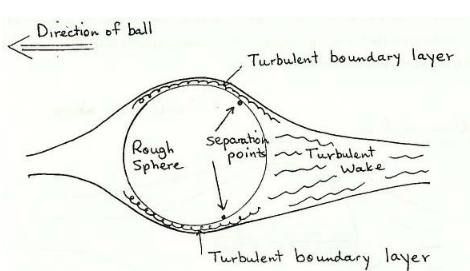 Direction of ball
Turbulent boundary layer
Rough
Sphere
Separation
points
Turbulent
Wake
Turbulent boundary layer